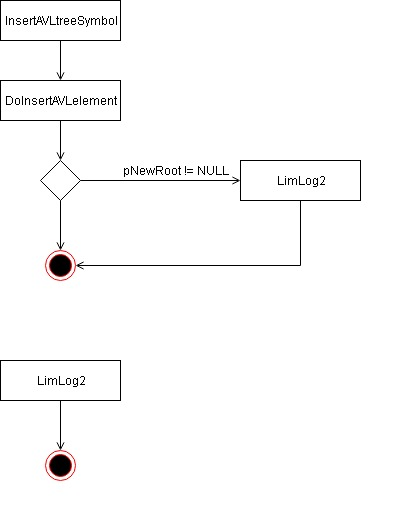 InsertAVLtreeSymbol
DoInsertAVLelement
pNewRoot != NULL
LimLog2
LimLog2